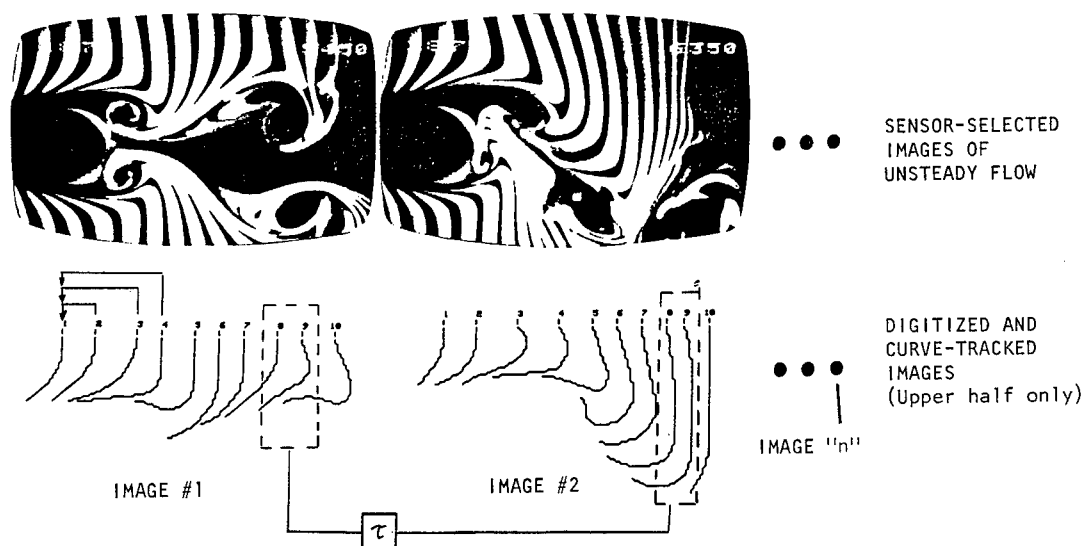 6350
SENSOR-SELECTED
IMAGES OF
UNSTEADY FLOW
1 2 3 4 5 6 7 8 9 10
1 2 3 4 5 6 7 8 9 10
DIGITIZED AND
CURVE-TRACKED
IMAGES
(Upper half only)
IMAGE "n"
IMAGE #1
IMAGE #2
τ